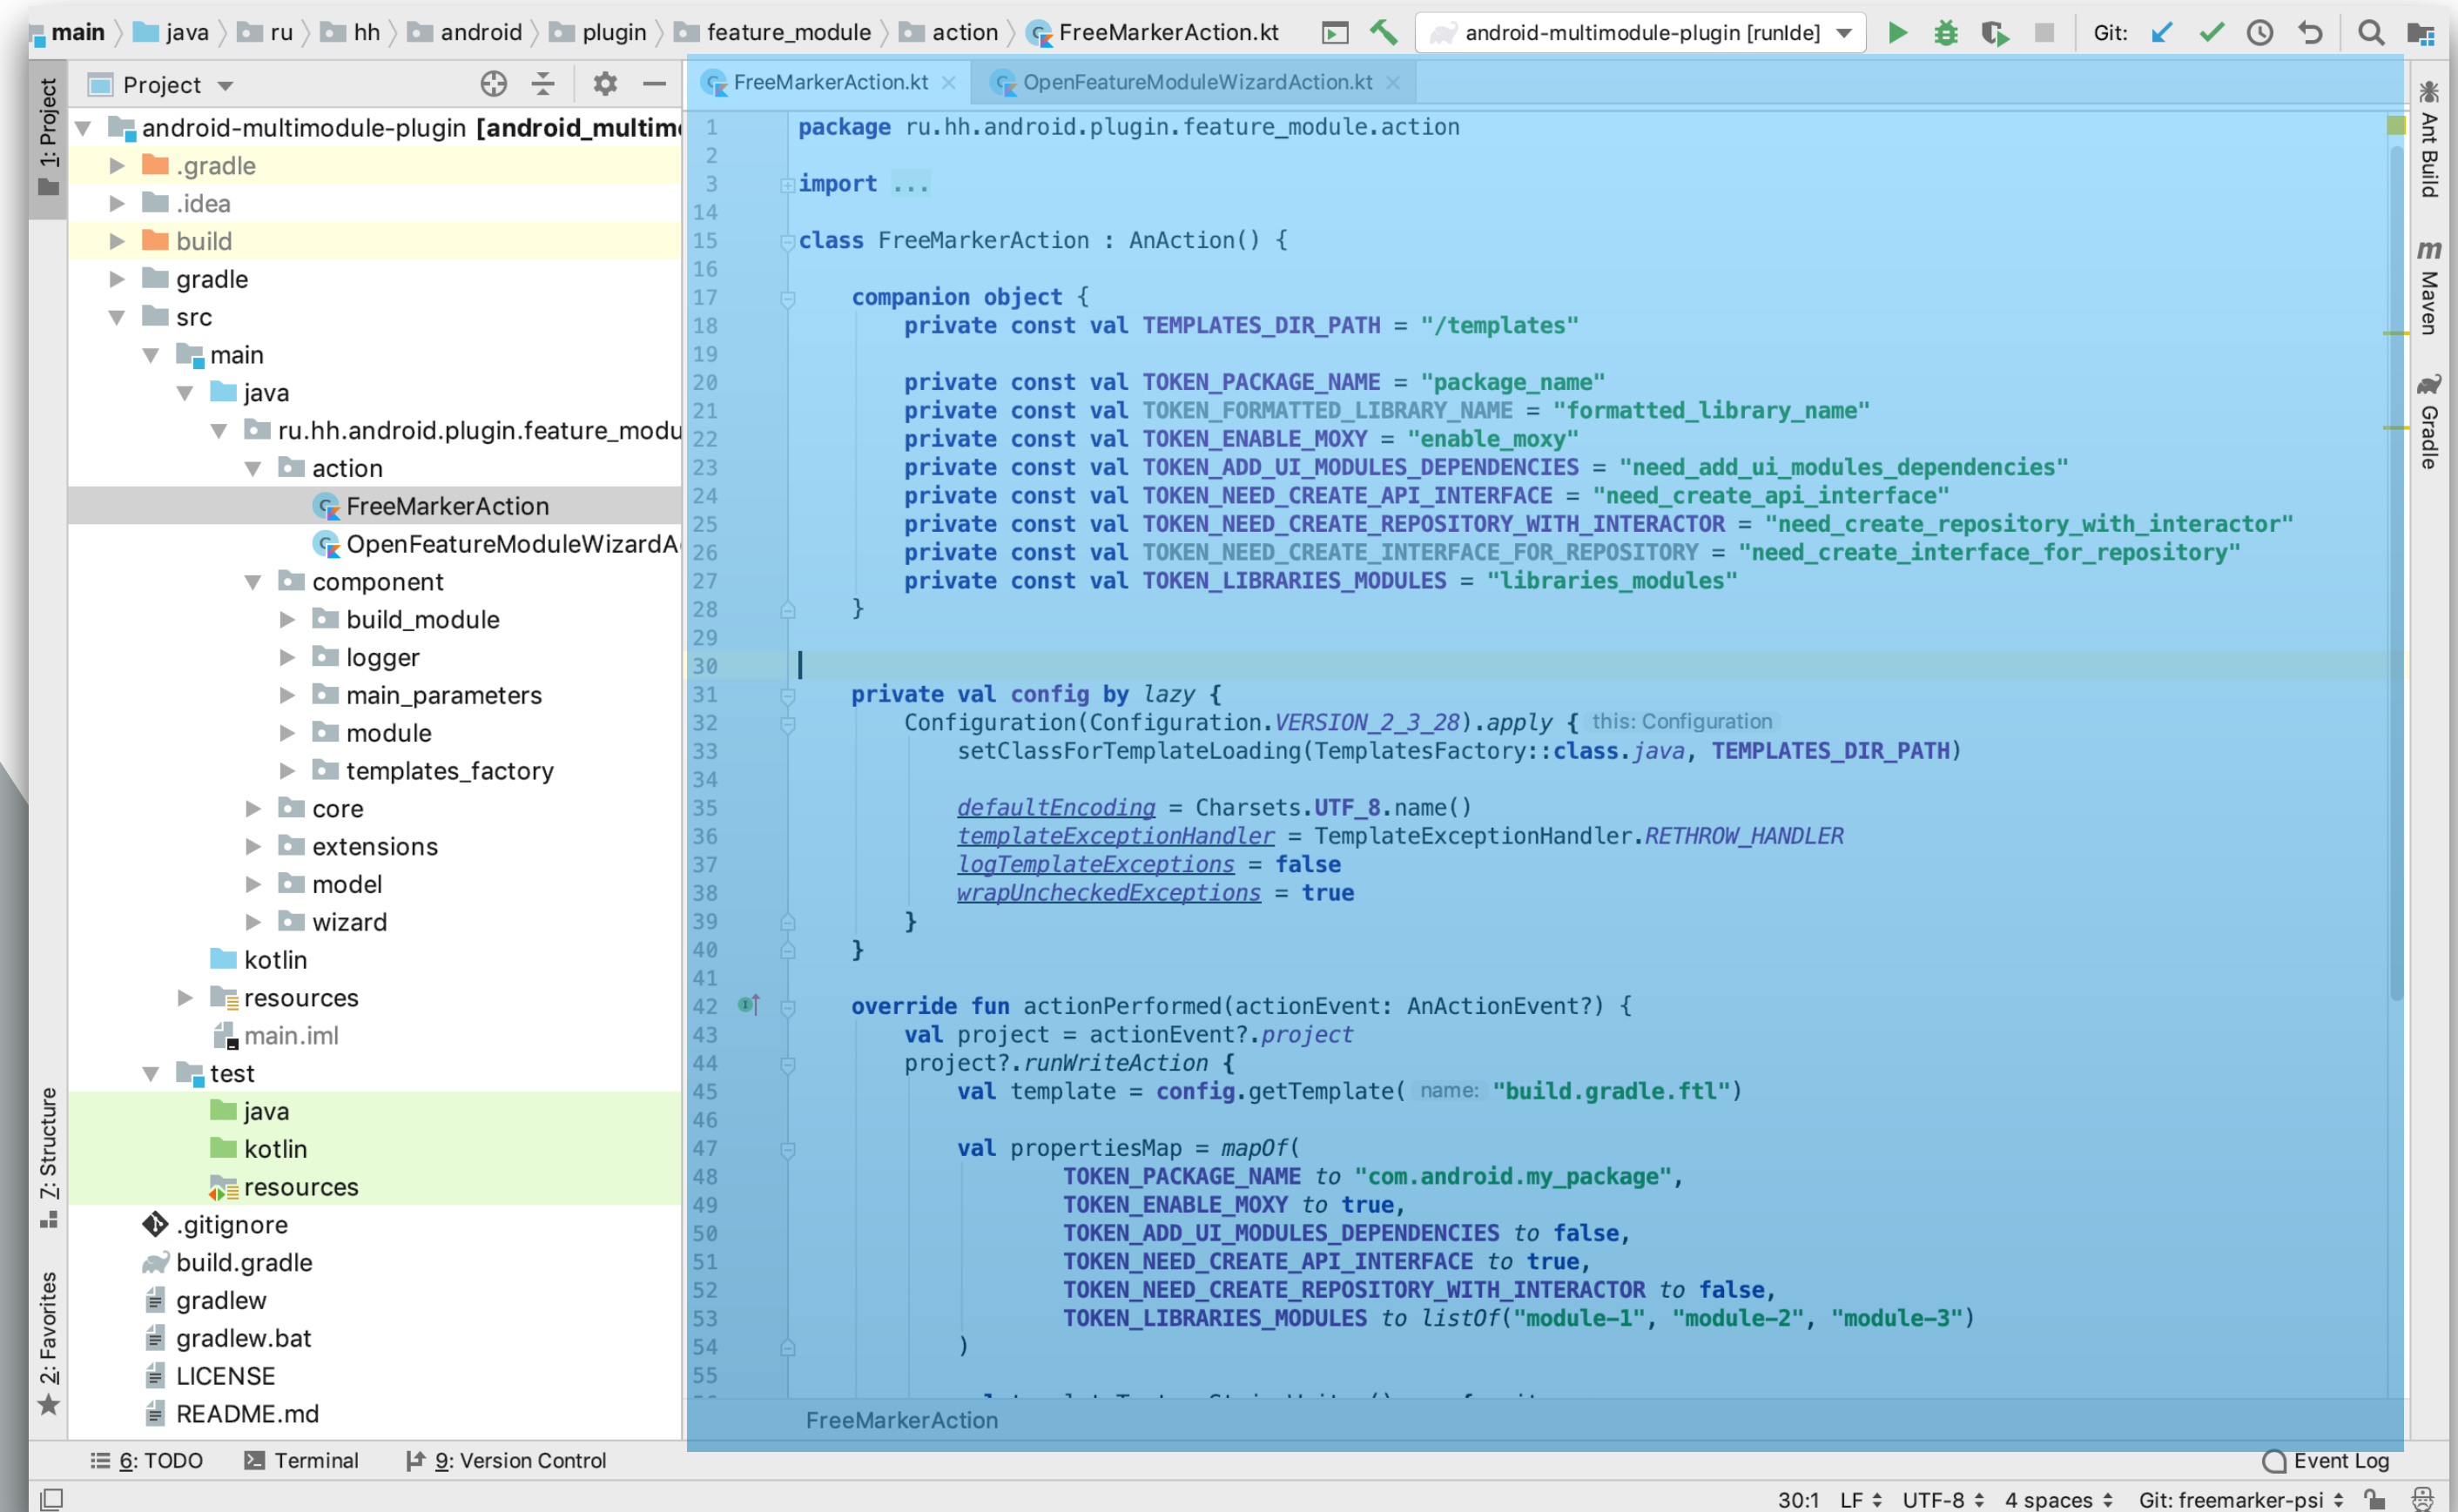 main java ru hh android plugin feature_module action FreeMarkerAction.kt android-multimodule-plugin [runIde] Git:
1: Project
7: Structure
2: Favorites
Project
android-multimodule-plugin [android_multim
.gradle
.idea
build
gradle
src
main
java
ru.hh.android.plugin.feature_modu
action
FreeMarkerAction
OpenFeatureModuleWizardA
component
build_module
logger
main_parameters
module
templates_factory
core
extensions
model
wizard
kotlin
resources
main.iml
test
java
kotlin
resources
.gitignore
build.gradle
gradlew
gradlew.bat
LICENSE
README.md
FreeMarkerAction.kt OpenFeatureModuleWizardAction.kt
1 package ru.hh.android.plugin.feature_module.action
2
3 import ...
14
15 class FreeMarkerAction : AnAction() {
16
17 companion object {
18 private const val TEMPLATES_DIR_PATH = "/templates"
19
20 private const val TOKEN_PACKAGE_NAME = "package_name"
21 private const val TOKEN_FORMATTED_LIBRARY_NAME = "formatted_library_name"
22 private const val TOKEN_ENABLE_MOXY = "enable_moxy"
23 private const val TOKEN_ADD_UI_MODULES_DEPENDENCIES = "need_add_ui_modules_dependencies"
24 private const val TOKEN_NEED_CREATE_API_INTERFACE = "need_create_api_interface"
25 private const val TOKEN_NEED_CREATE_REPOSITORY_WITH_INTERACTOR = "need_create_repository_with_interactor"
26 private const val TOKEN_NEED_CREATE_INTERFACE_FOR_REPOSITORY = "need_create_interface_for_repository"
27 private const val TOKEN_LIBRARIES_MODULES = "libraries_modules"
28 }
29
30
31 private val config by lazy {
32 Configuration(Configuration.VERSION_2_3_28).apply { this: Configuration
33 setClassForTemplateLoading(TemplatesFactory::class.java, TEMPLATES_DIR_PATH)
34
35 defaultEncoding = Charsets.UTF_8.name()
36 templateExceptionHandler = TemplateExceptionHandler.RETHROW_HANDLER
37 logTemplateExceptions = false
38 wrapUncheckedExceptions = true
39 }
40 }
41
42 override fun actionPerformed(actionEvent: AnActionEvent?) {
43 val project = actionEvent?.project
44 project?.runWriteAction {
45 val template = config.getTemplate( name: "build.gradle.ftl")
46
47 val propertiesMap = mapOf(
48 TOKEN_PACKAGE_NAME to "com.android.my_package",
49 TOKEN_ENABLE_MOXY to true,
50 TOKEN_ADD_UI_MODULES_DEPENDENCIES to false,
51 TOKEN_NEED_CREATE_API_INTERFACE to true,
52 TOKEN_NEED_CREATE_REPOSITORY_WITH_INTERACTOR to false,
53 TOKEN_LIBRARIES_MODULES to listOf("module-1", "module-2", "module-3")
54 )
55
FreeMarkerAction
Ant Build
Maven
Gradle
6: TODO Terminal 9: Version Control Event Log
30:1 LF UTF-8 4 spaces Git: freemarker-psi